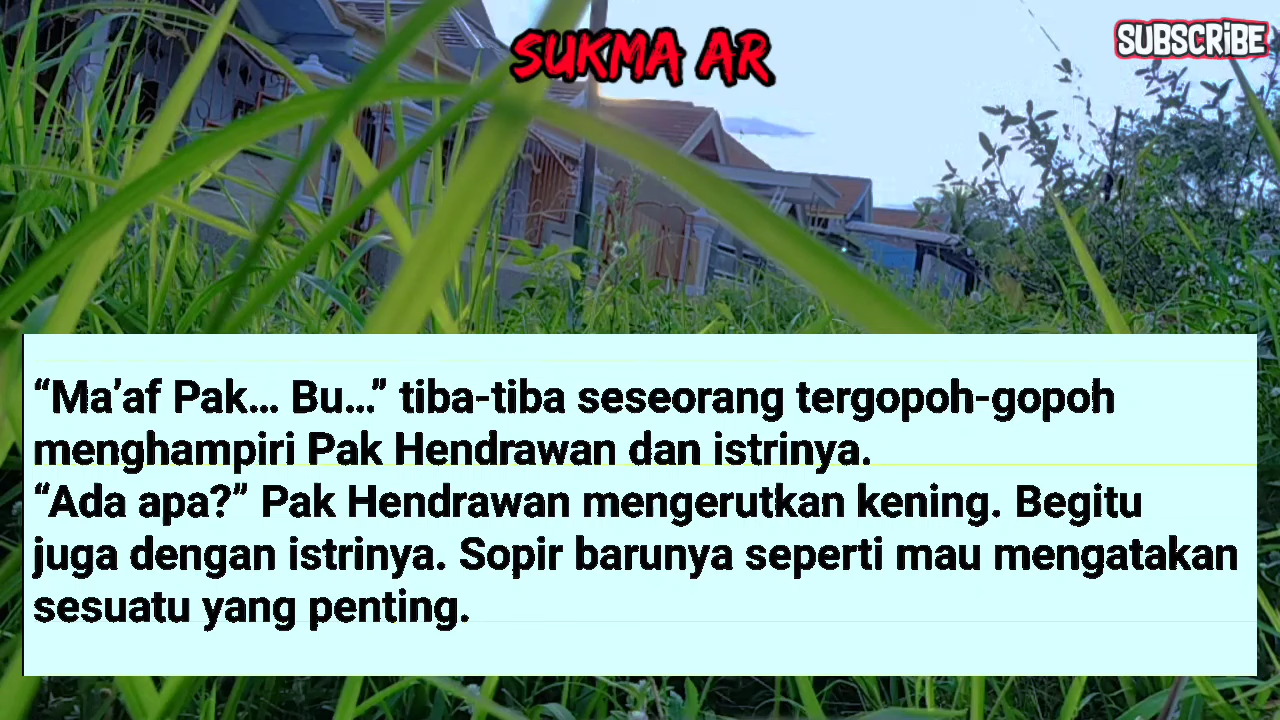 SUKMA AR
SUBSCRiBE
“Ma’af Pak... Bu...” tiba-tiba seseorang tergopoh-gopoh
menghampiri Pak Hendrawan dan istrinya.
“Ada apa?” Pak Hendrawan mengerutkan kening. Begitu
juga dengan istrinya. Sopir barunya seperti mau mengatakan
sesuatu yang penting.